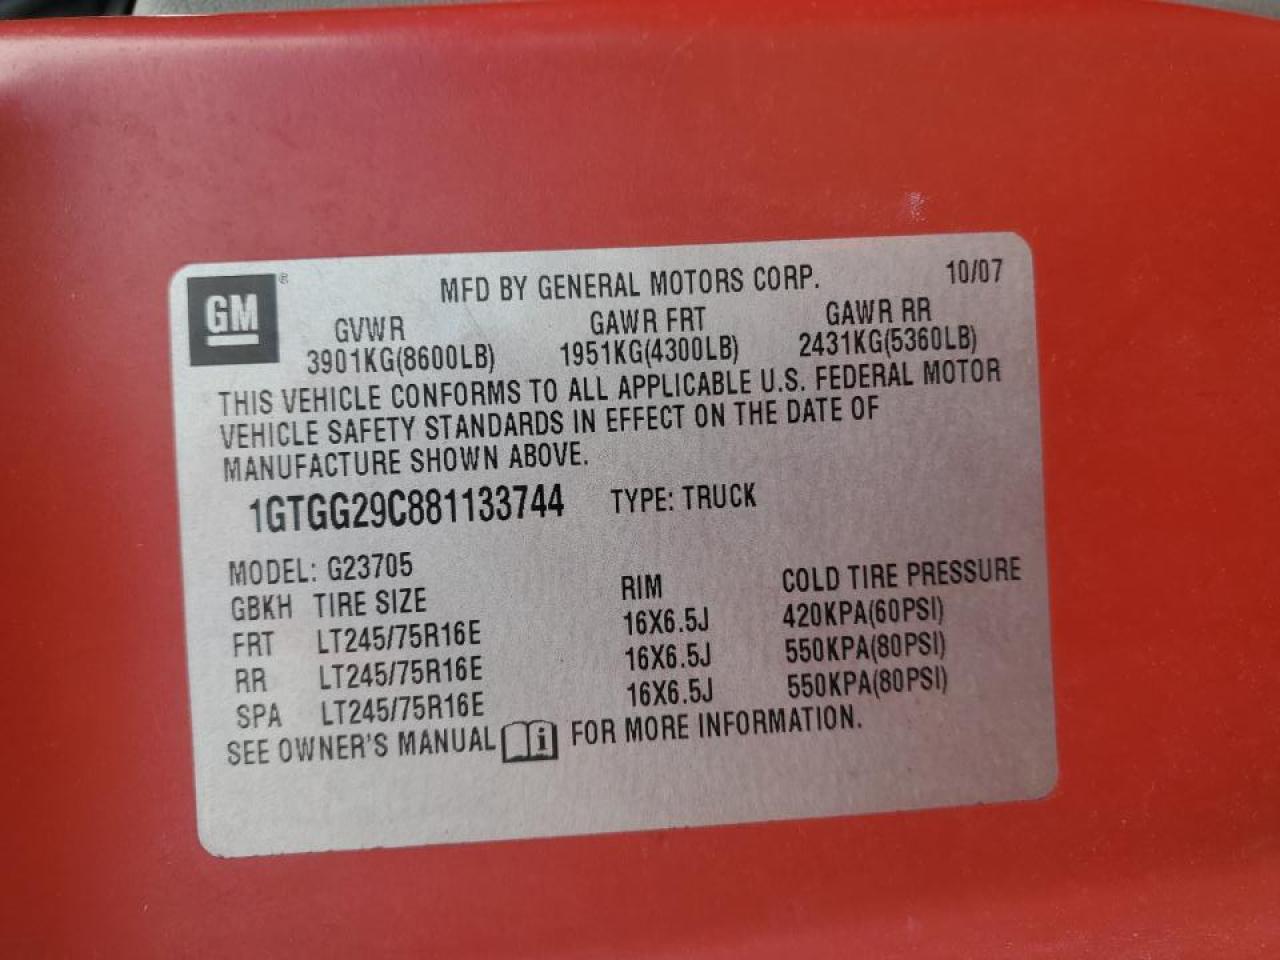 GM ®
MFD BY GENERAL MOTORS CORP. 10/07
GVWR GAWR FRT GAWR RR
3901KG(8600LB) 1951KG(4300LB) 2431KG(5360LB)
THIS VEHICLE CONFORMS TO ALL APPLICABLE U.S. FEDERAL MOTOR
VEHICLE SAFETY STANDARDS IN EFFECT ON THE DATE OF
MANUFACTURE SHOWN ABOVE.
1GTGG29C881133744 TYPE: TRUCK
MODEL: G23705
GBKH TIRE SIZE RIM COLD TIRE PRESSURE
FRT LT245/75R16E 16X6.5J 420KPA(60PSI)
RR LT245/75R16E 16X6.5J 550KPA(80PSI)
SPA LT245/75R16E 16X6.5J 550KPA(80PSI)
SEE OWNER'S MANUAL i FOR MORE INFORMATION.